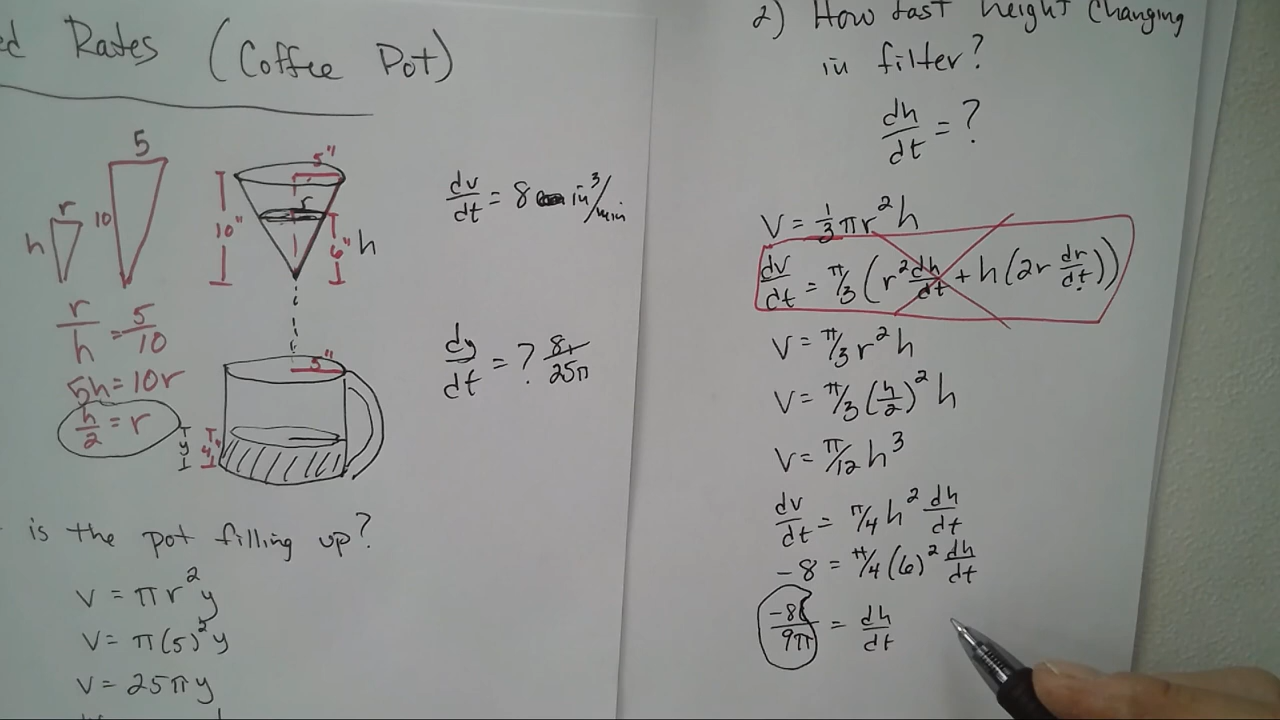 ed Rates (Coffee Pot)
5
r
10
h
r/h = 5/10
5h = 10r
h/2 = r
5"
r
10"
6" h
5"
y
y
dv/dt = 8 in³/min
dy/dt = ? 8/25π
is the pot filling up?
V = πr²y
V = π(5)²y
V = 25πy
2) How fast height changing
in filter?
dh/dt = ?
V = 1/3 πr²h
dv/dt = π/3 (r² dh/dt + h(2r dr/dt))
V = π/3 r²h
V = π/3 (h/2)² h
V = π/12 h³
dv/dt = π/4 h² dh/dt
-8 = π/4 (6)² dh/dt
-8/9π = dh/dt